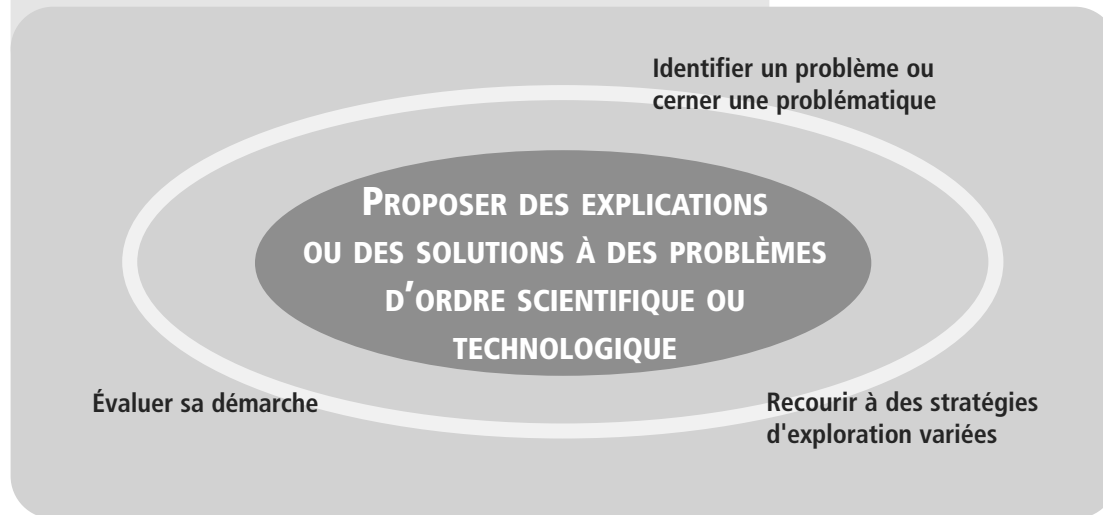 Identifier un problème ou
cerner une problématique
PROPOSER DES EXPLICATIONS
OU DES SOLUTIONS À DES PROBLÈMES
D'ORDRE SCIENTIFIQUE OU
TECHNOLOGIQUE
Évaluer sa démarche
Recourir à des stratégies
d'exploration variées